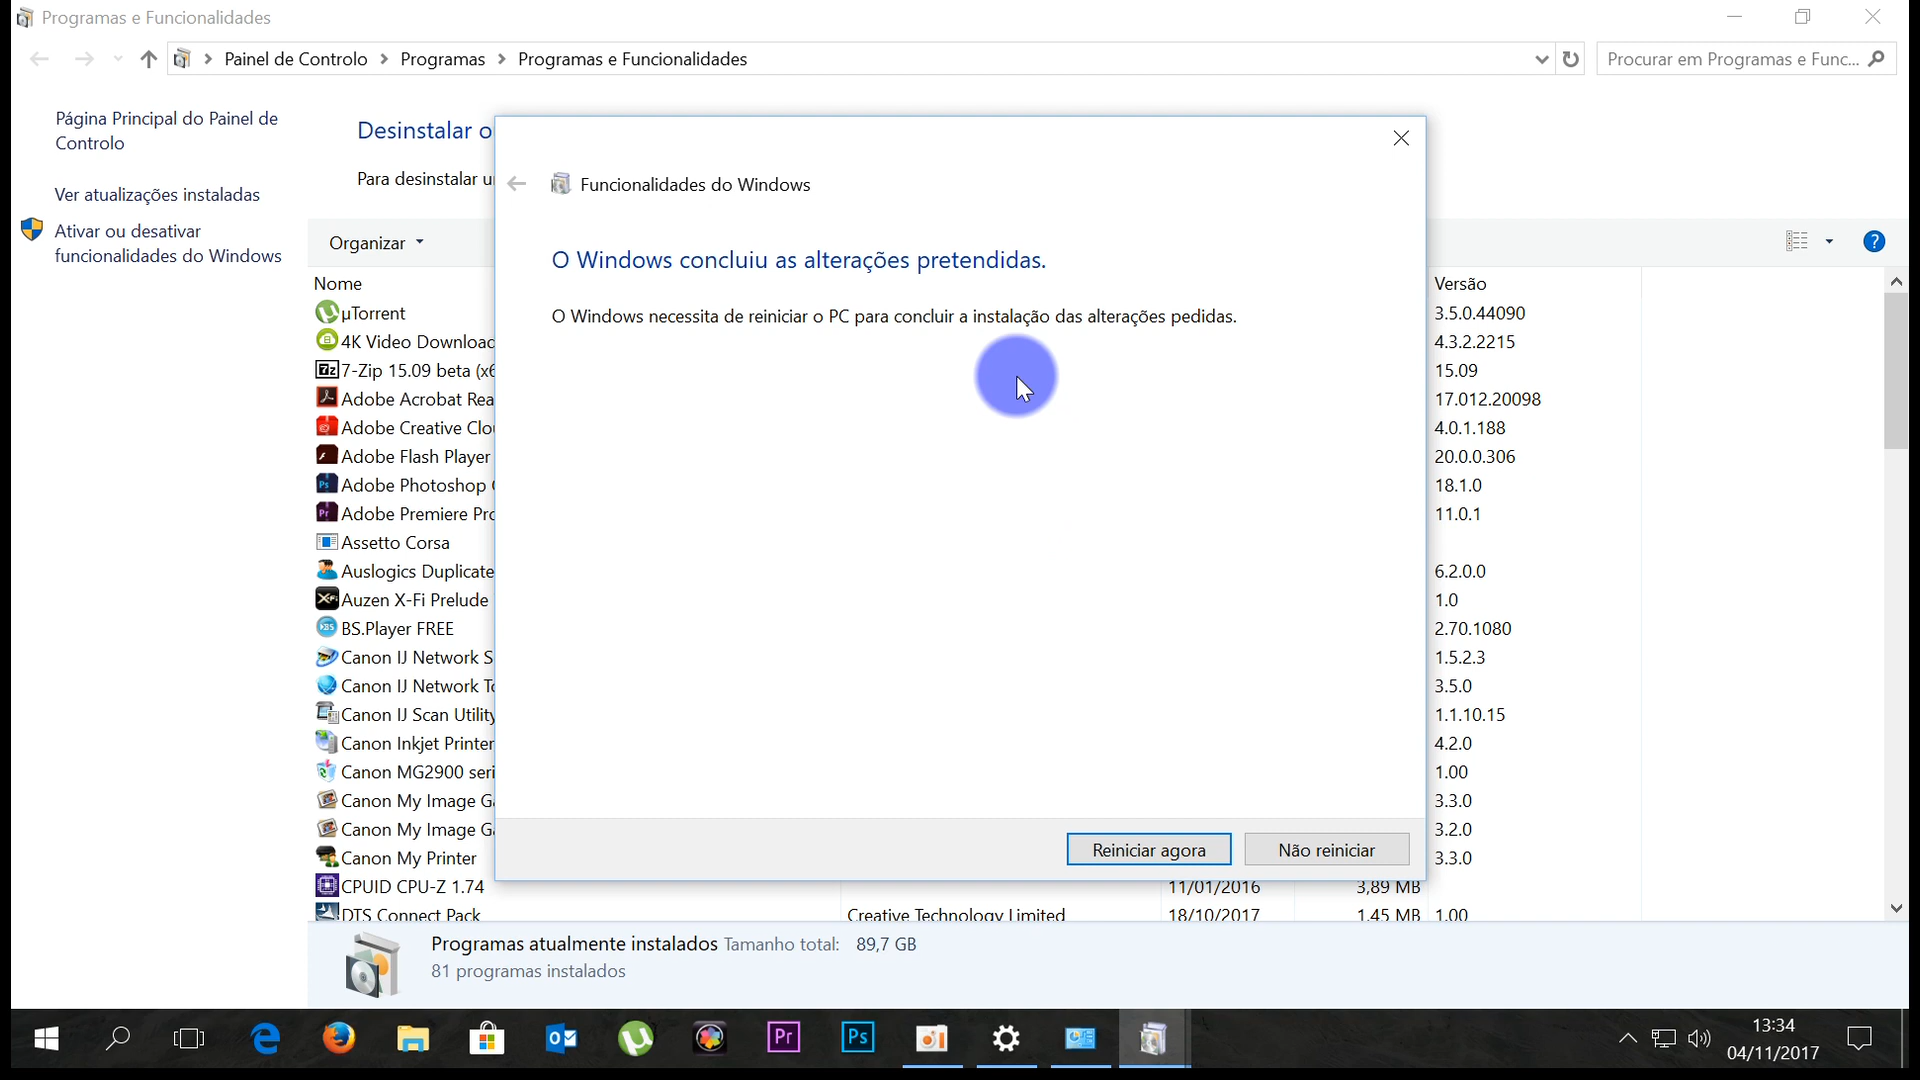 Programas e Funcionalidades
Painel de Controlo
Programas
Programas e Funcionalidades
Procurar em Programas e Func...
Página Principal do Painel de
Controlo
Ver atualizações instaladas
Ativar ou desativar
funcionalidades do Windows
Desinstalar o
Para desinstalar u
Organizar
Funcionalidades do Windows
O Windows concluiu as alterações pretendidas.
O Windows necessita de reiniciar o PC para concluir a instalação das alterações pedidas.
Reiniciar agora
Não reiniciar
Nome Versão
µTorrent 3.5.0.44090
4K Video Downloac 4.3.2.2215
7-Zip 15.09 beta (x6 15.09
Adobe Acrobat Rea 17.012.20098
Adobe Creative Clo 4.0.1.188
Adobe Flash Player 20.0.0.306
Adobe Photoshop 18.1.0
Adobe Premiere Pro 11.0.1
Assetto Corsa
Auslogics Duplicate 6.2.0.0
Auzen X-Fi Prelude 1.0
BS.Player FREE 2.70.1080
Canon IJ Network S 1.5.2.3
Canon IJ Network To 3.5.0
Canon IJ Scan Utility 1.1.10.15
Canon Inkjet Printer 4.2.0
Canon MG2900 seri 1.00
Canon My Image Ga 3.3.0
Canon My Image Ga 3.2.0
Canon My Printer 3.3.0
CPUID CPU-Z 1.74 11/01/2016 3,89 MB
DTS Connect Pack Creative Technology Limited 18/10/2017 1,45 MB 1.00
Programas atualmente instalados Tamanho total: 89,7 GB
81 programas instalados
Pr
Ps
13:34
04/11/2017